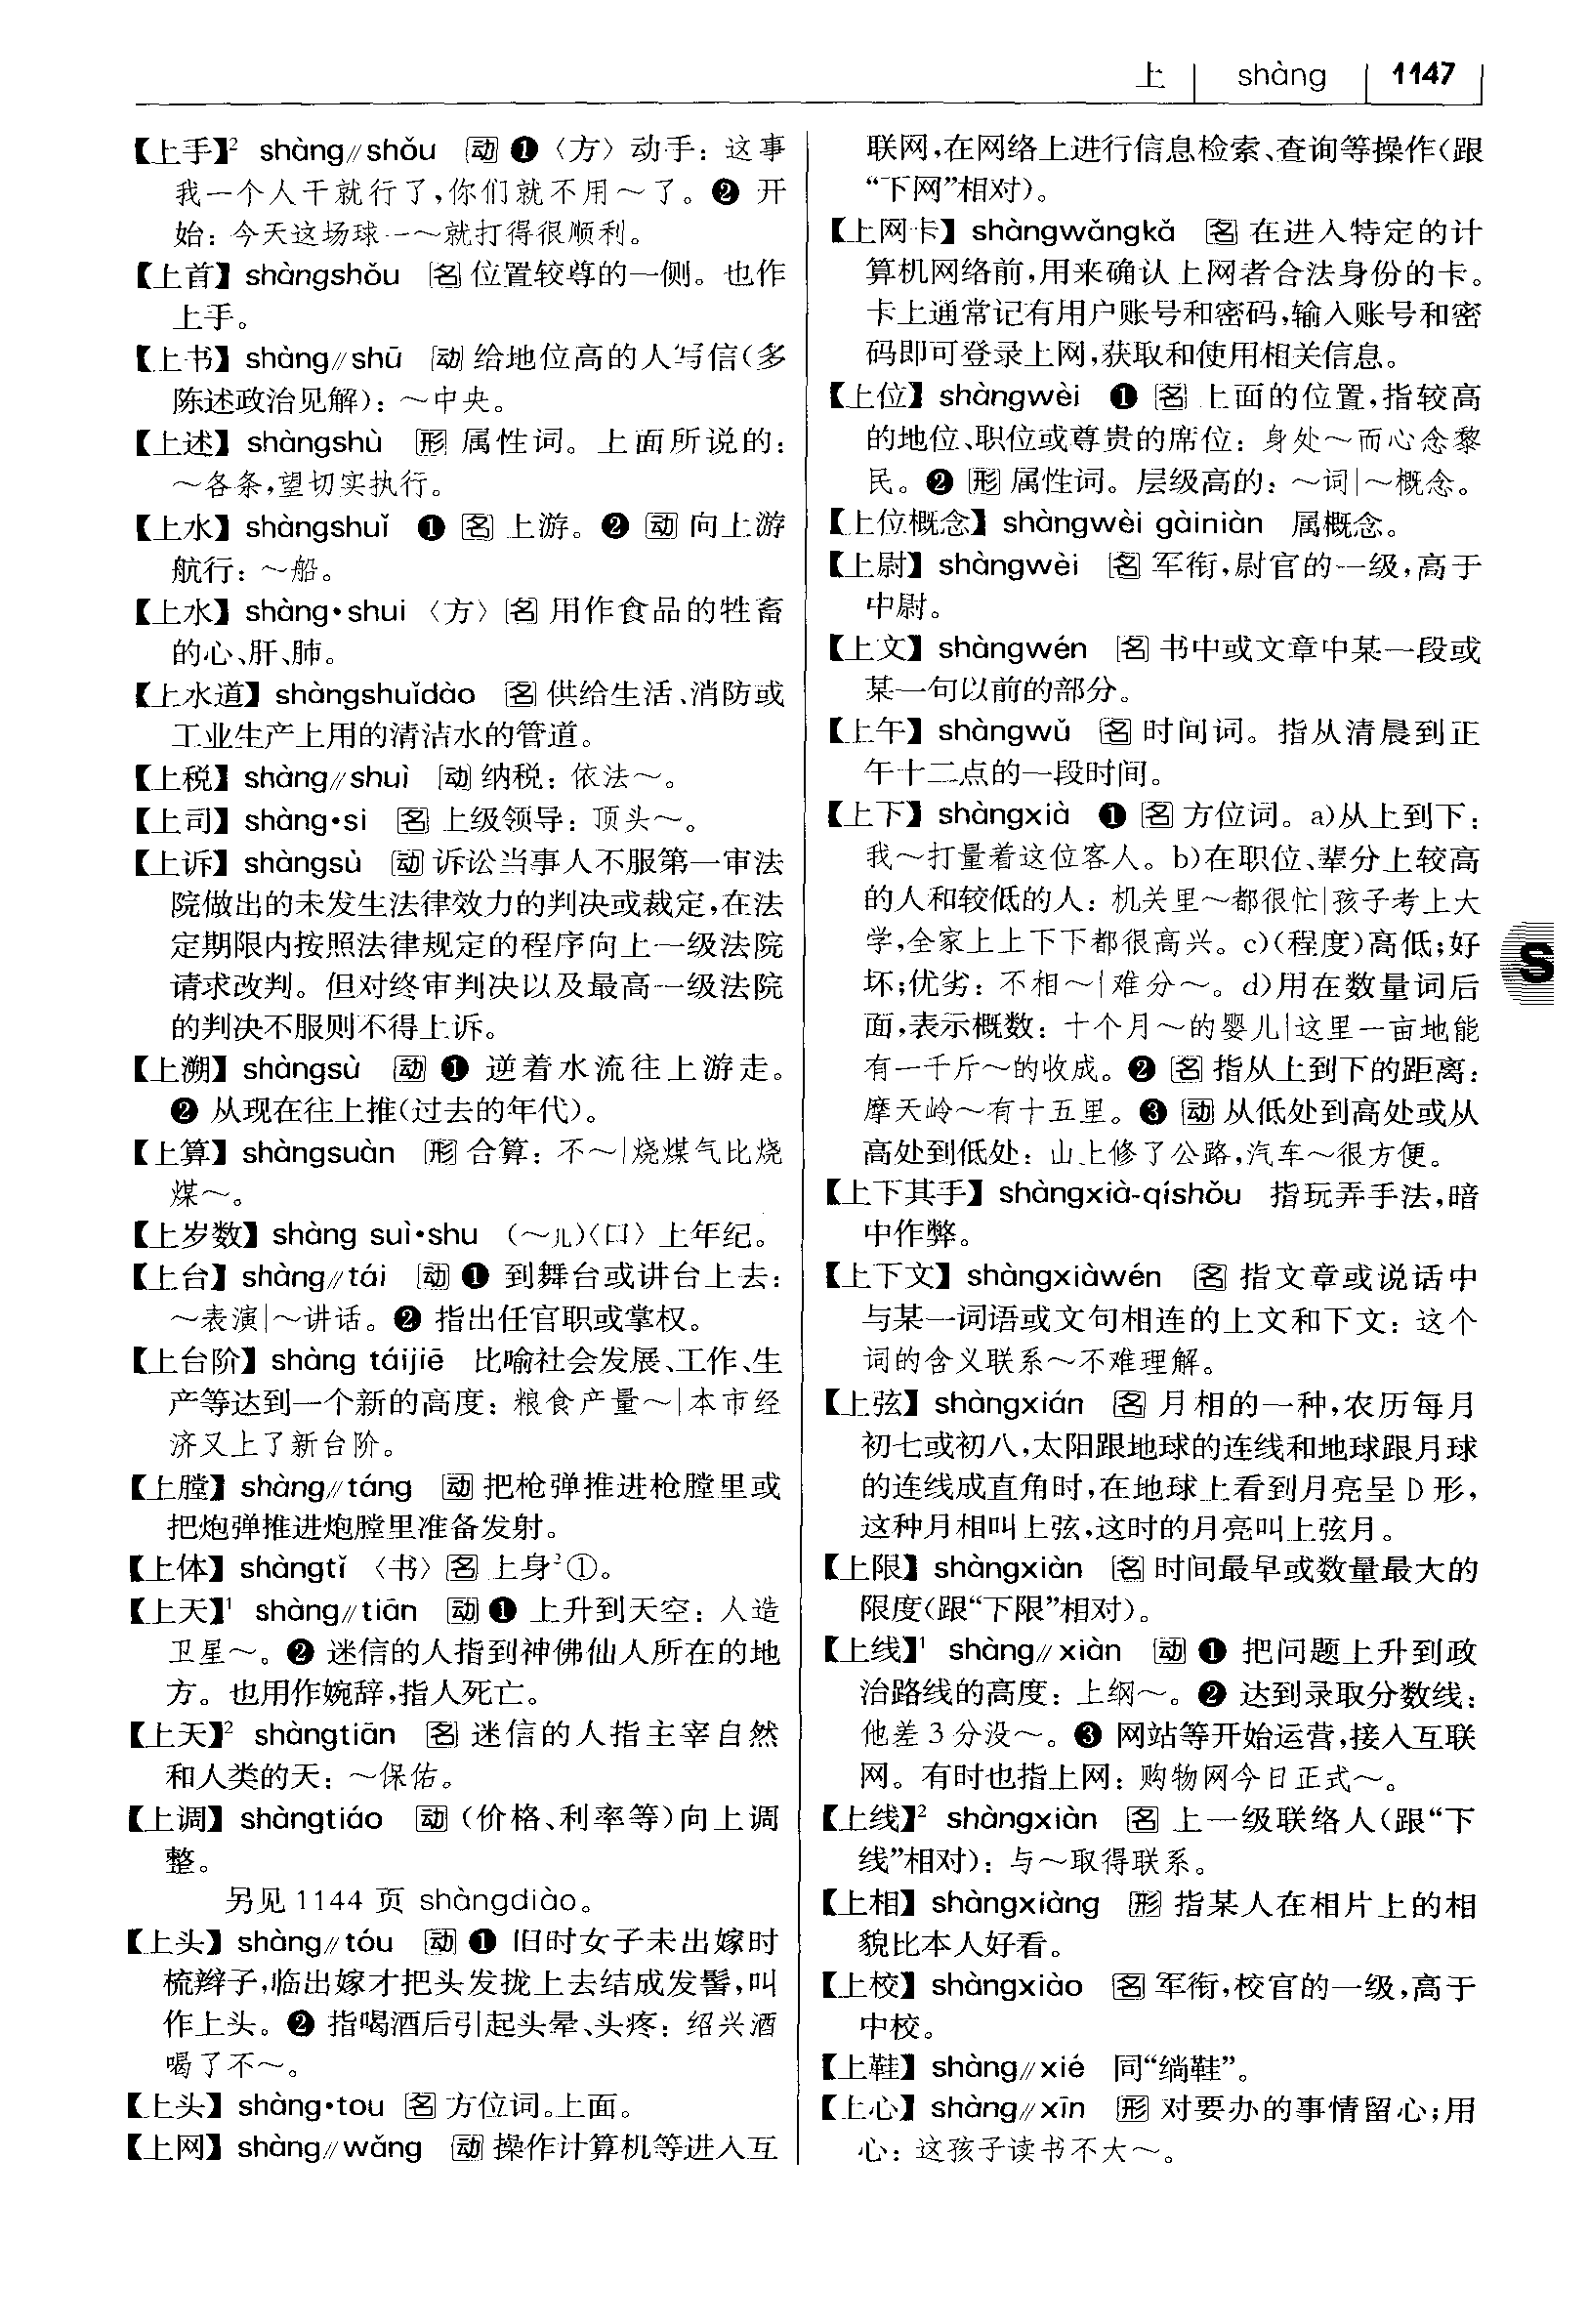 上 shàng 1147
【上手】² shàng∥shǒu 动 ❶〈方〉动手：这事
我一个人干就行了，你们就不用～了。❷ 开
始：今天这场球一～就打得很顺利。
【上首】shàngshǒu 名 位置较尊的一侧。也作
上手。
【上书】shàng∥shū 动 给地位高的人写信（多
陈述政治见解）：～中央。
【上述】shàngshù 形 属性词。上面所说的：
～各条，望切实执行。
【上水】shàngshuǐ ❶ 名 上游。❷ 动 向上游
航行：～船。
【上水】shàng•shui〈方〉名 用作食品的牲畜
的心、肝、肺。
【上水道】shàngshuǐdào 名 供给生活、消防或
工业生产上用的清洁水的管道。
【上税】shàng∥shuì 动 纳税：依法～。
【上司】shàng•si 名 上级领导：顶头～。
【上诉】shàngsù 动 诉讼当事人不服第一审法
院做出的未发生法律效力的判决或裁定，在法
定期限内按照法律规定的程序向上一级法院
请求改判。但对终审判决以及最高一级法院
的判决不服则不得上诉。
【上溯】shàngsù 动 ❶ 逆着水流往上游走。
❷ 从现在往上推（过去的年代）。
【上算】shàngsuàn 形 合算：不～|烧煤气比烧
煤～。
【上岁数】shàng suì•shu （～儿）〈口〉上年纪。
【上台】shàng∥tái 动 ❶ 到舞台或讲台上去：
～表演|～讲话。❷ 指出任官职或掌权。
【上台阶】shàng táijiē 比喻社会发展、工作、生
产等达到一个新的高度：粮食产量～|本市经
济又上了新台阶。
【上膛】shàng∥táng 动 把枪弹推进枪膛里或
把炮弹推进炮膛里准备发射。
【上体】shàngtǐ〈书〉名 上身²①。
【上天】¹ shàng∥tiān 动 ❶ 上升到天空：人造
卫星～。❷ 迷信的人指到神佛仙人所在的地
方。也用作婉辞，指人死亡。
【上天】² shàngtiān 名 迷信的人指主宰自然
和人类的天：～保佑。
【上调】shàngtiáo 动（价格、利率等）向上调
整。
另见1144页 shàngdiào。
【上头】shàng∥tóu 动 ❶ 旧时女子未出嫁时
梳辫子，临出嫁才把头发拢上去结成发髻，叫
作上头。❷ 指喝酒后引起头晕、头疼：绍兴酒
喝了不～。
【上头】shàng•tou 名 方位词。上面。
【上网】shàng∥wǎng 动 操作计算机等进入互
联网，在网络上进行信息检索、查询等操作（跟
“下网”相对）。
【上网卡】shàngwǎngkǎ 名 在进入特定的计
算机网络前，用来确认上网者合法身份的卡。
卡上通常记有用户账号和密码，输入账号和密
码即可登录上网，获取和使用相关信息。
【上位】shàngwèi ❶ 名 上面的位置，指较高
的地位、职位或尊贵的席位：身处～而心念黎
民。❷ 形 属性词。层级高的：～词|～概念。
【上位概念】shàngwèi gàiniàn 属概念。
【上尉】shàngwèi 名 军衔，尉官的一级，高于
中尉。
【上文】shàngwén 名 书中或文章中某一段或
某一句以前的部分。
【上午】shàngwǔ 名 时间词。指从清晨到正
午十二点的一段时间。
【上下】shàngxià ❶ 名 方位词。a）从上到下：
我～打量着这位客人。b）在职位、辈分上较高
的人和较低的人：机关里～都很忙|孩子考上大
学，全家上上下下都很高兴。c）（程度）高低；好
坏；优劣：不相～|难分～。d）用在数量词后
面，表示概数：十个月～的婴儿|这里一亩地能
有一千斤～的收成。❷ 名 指从上到下的距离：
摩天岭～有十五里。❸ 动 从低处到高处或从
高处到低处：山上修了公路，汽车～很方便。
【上下其手】shàngxià-qíshǒu 指玩弄手法，暗
中作弊。
【上下文】shàngxiàwén 名 指文章或说话中
与某一词语或文句相连的上文和下文：这个
词的含义联系～不难理解。
【上弦】shàngxián 名 月相的一种，农历每月
初七或初八，太阳跟地球的连线和地球跟月球
的连线成直角时，在地球上看到月亮呈 D 形，
这种月相叫上弦，这时的月亮叫上弦月。
【上限】shàngxiàn 名 时间最早或数量最大的
限度（跟“下限”相对）。
【上线】¹ shàng∥xiàn 动 ❶ 把问题上升到政
治路线的高度：上纲～。❷ 达到录取分数线：
他差3分没～。❸ 网站等开始运营，接入互联
网。有时也指上网：购物网今日正式～。
【上线】² shàngxiàn 名 上一级联络人（跟“下
线”相对）：与～取得联系。
【上相】shàngxiàng 形 指某人在相片上的相
貌比本人好看。
【上校】shàngxiào 名 军衔，校官的一级，高于
中校。
【上鞋】shàng∥xié 同“绱鞋”。
【上心】shàng∥xīn 形 对要办的事情留心；用
心：这孩子读书不大～。
S